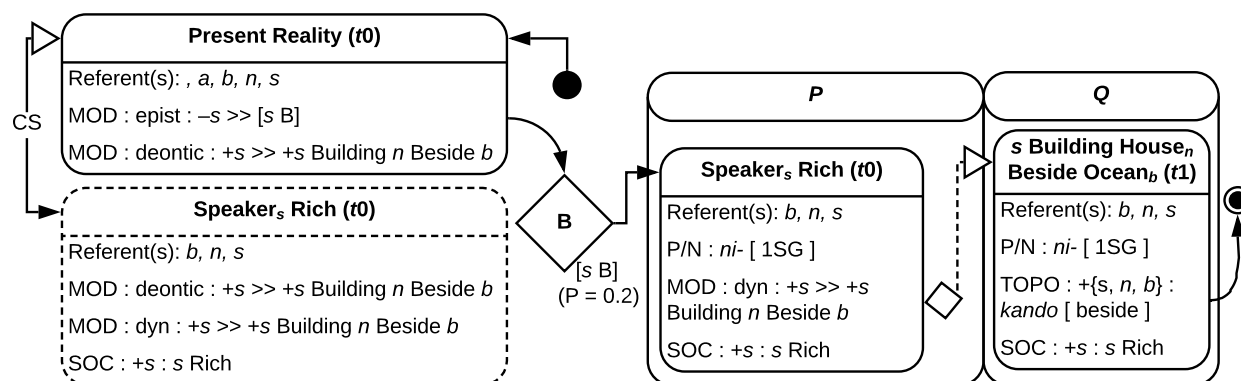 Present Reality (t0)
Referent(s): , a, b, n, s
MOD : epist : –s >> [s B]
MOD : deontic : +s >> +s Building n Beside b
CS
Speakers Rich (t0)
Referent(s): b, n, s
MOD : deontic : +s >> +s Building n Beside b
MOD : dyn : +s >> +s Building n Beside b
SOC : +s : s Rich
B
[s B]
(P = 0.2)
P
Speakers Rich (t0)
Referent(s): b, n, s
P/N : ni- [ 1SG ]
MOD : dyn : +s >> +s
Building n Beside b
SOC : +s : s Rich
Q
s Building Housen
Beside Oceanb (t1)
Referent(s): b, n, s
P/N : ni- [ 1SG ]
TOPO : +{s, n, b} :
kando [ beside ]
SOC : +s : s Rich